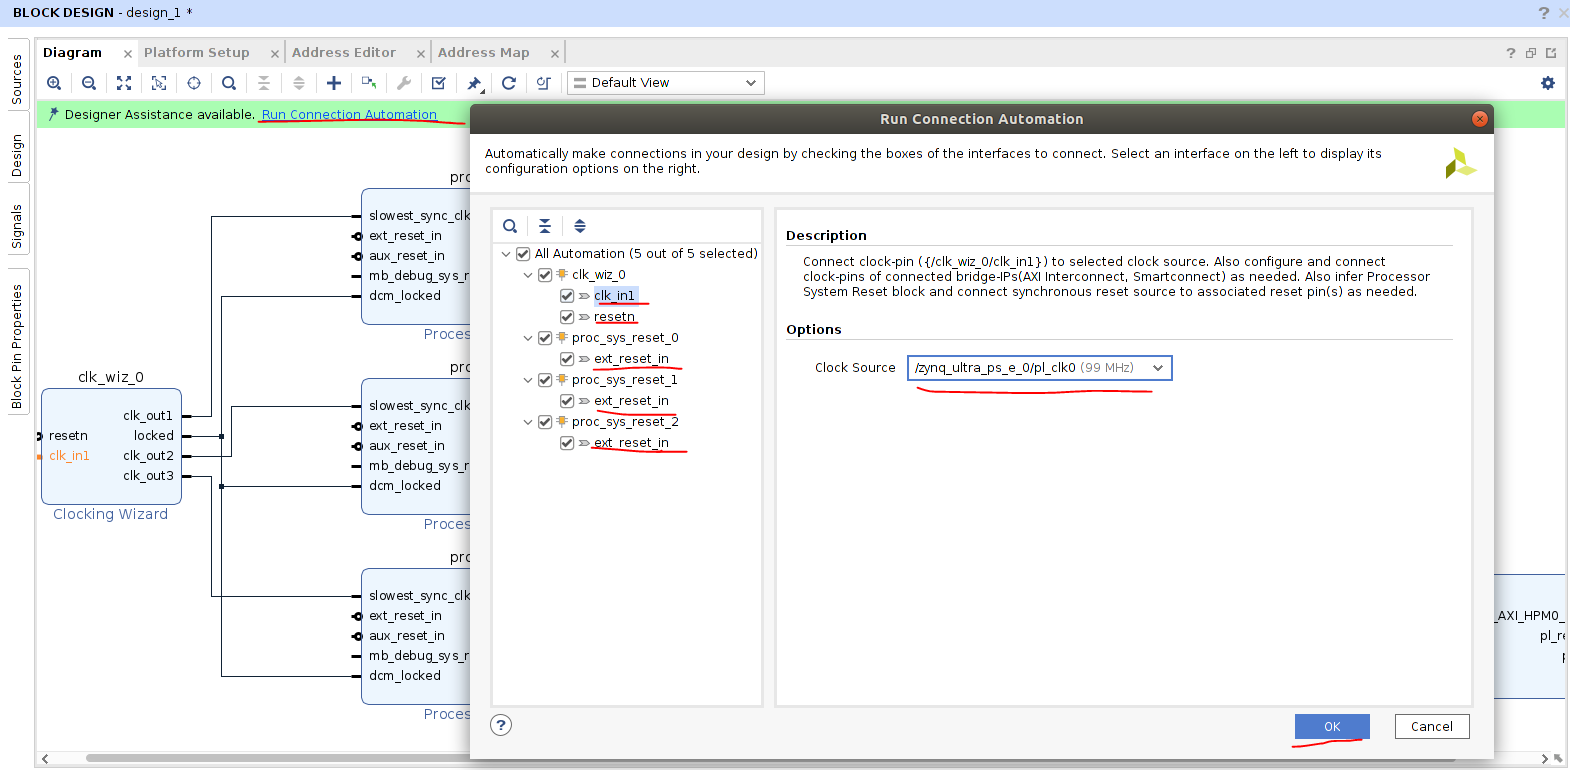 BLOCK DESIGN - design_1 *
?
Sources
Design
Signals
Block Pin Properties
Diagram
Platform Setup
Address Editor
Address Map
?
Default View
Designer Assistance available. Run Connection Automation
clk_wiz_0
resetn
clk_in1
clk_out1
locked
clk_out2
clk_out3
Clocking Wizard
pro
slowest_sync_clk
ext_reset_in
aux_reset_in
mb_debug_sys_r
dcm_locked
Proces
pro
slowest_sync_clk
ext_reset_in
aux_reset_in
mb_debug_sys_r
dcm_locked
Proces
pro
slowest_sync_clk
ext_reset_in
aux_reset_in
mb_debug_sys_r
dcm_locked
Proces
Run Connection Automation
Automatically make connections in your design by checking the boxes of the interfaces to connect. Select an interface on the left to display its
configuration options on the right.
All Automation (5 out of 5 selected)
clk_wiz_0
clk_in1
resetn
proc_sys_reset_0
ext_reset_in
proc_sys_reset_1
ext_reset_in
proc_sys_reset_2
ext_reset_in
Description
Connect clock-pin ({/clk_wiz_0/clk_in1}) to selected clock source. Also configure and connect
clock-pins of connected bridge-IPs(AXI Interconnect, Smartconnect) as needed. Also infer Processor
System Reset block and connect synchronous reset source to associated reset pin(s) as needed.
Options
Clock Source
/zynq_ultra_ps_e_0/pl_clk0 (99 MHz)
?
OK
Cancel
_AXI_HPM0_
pl_re